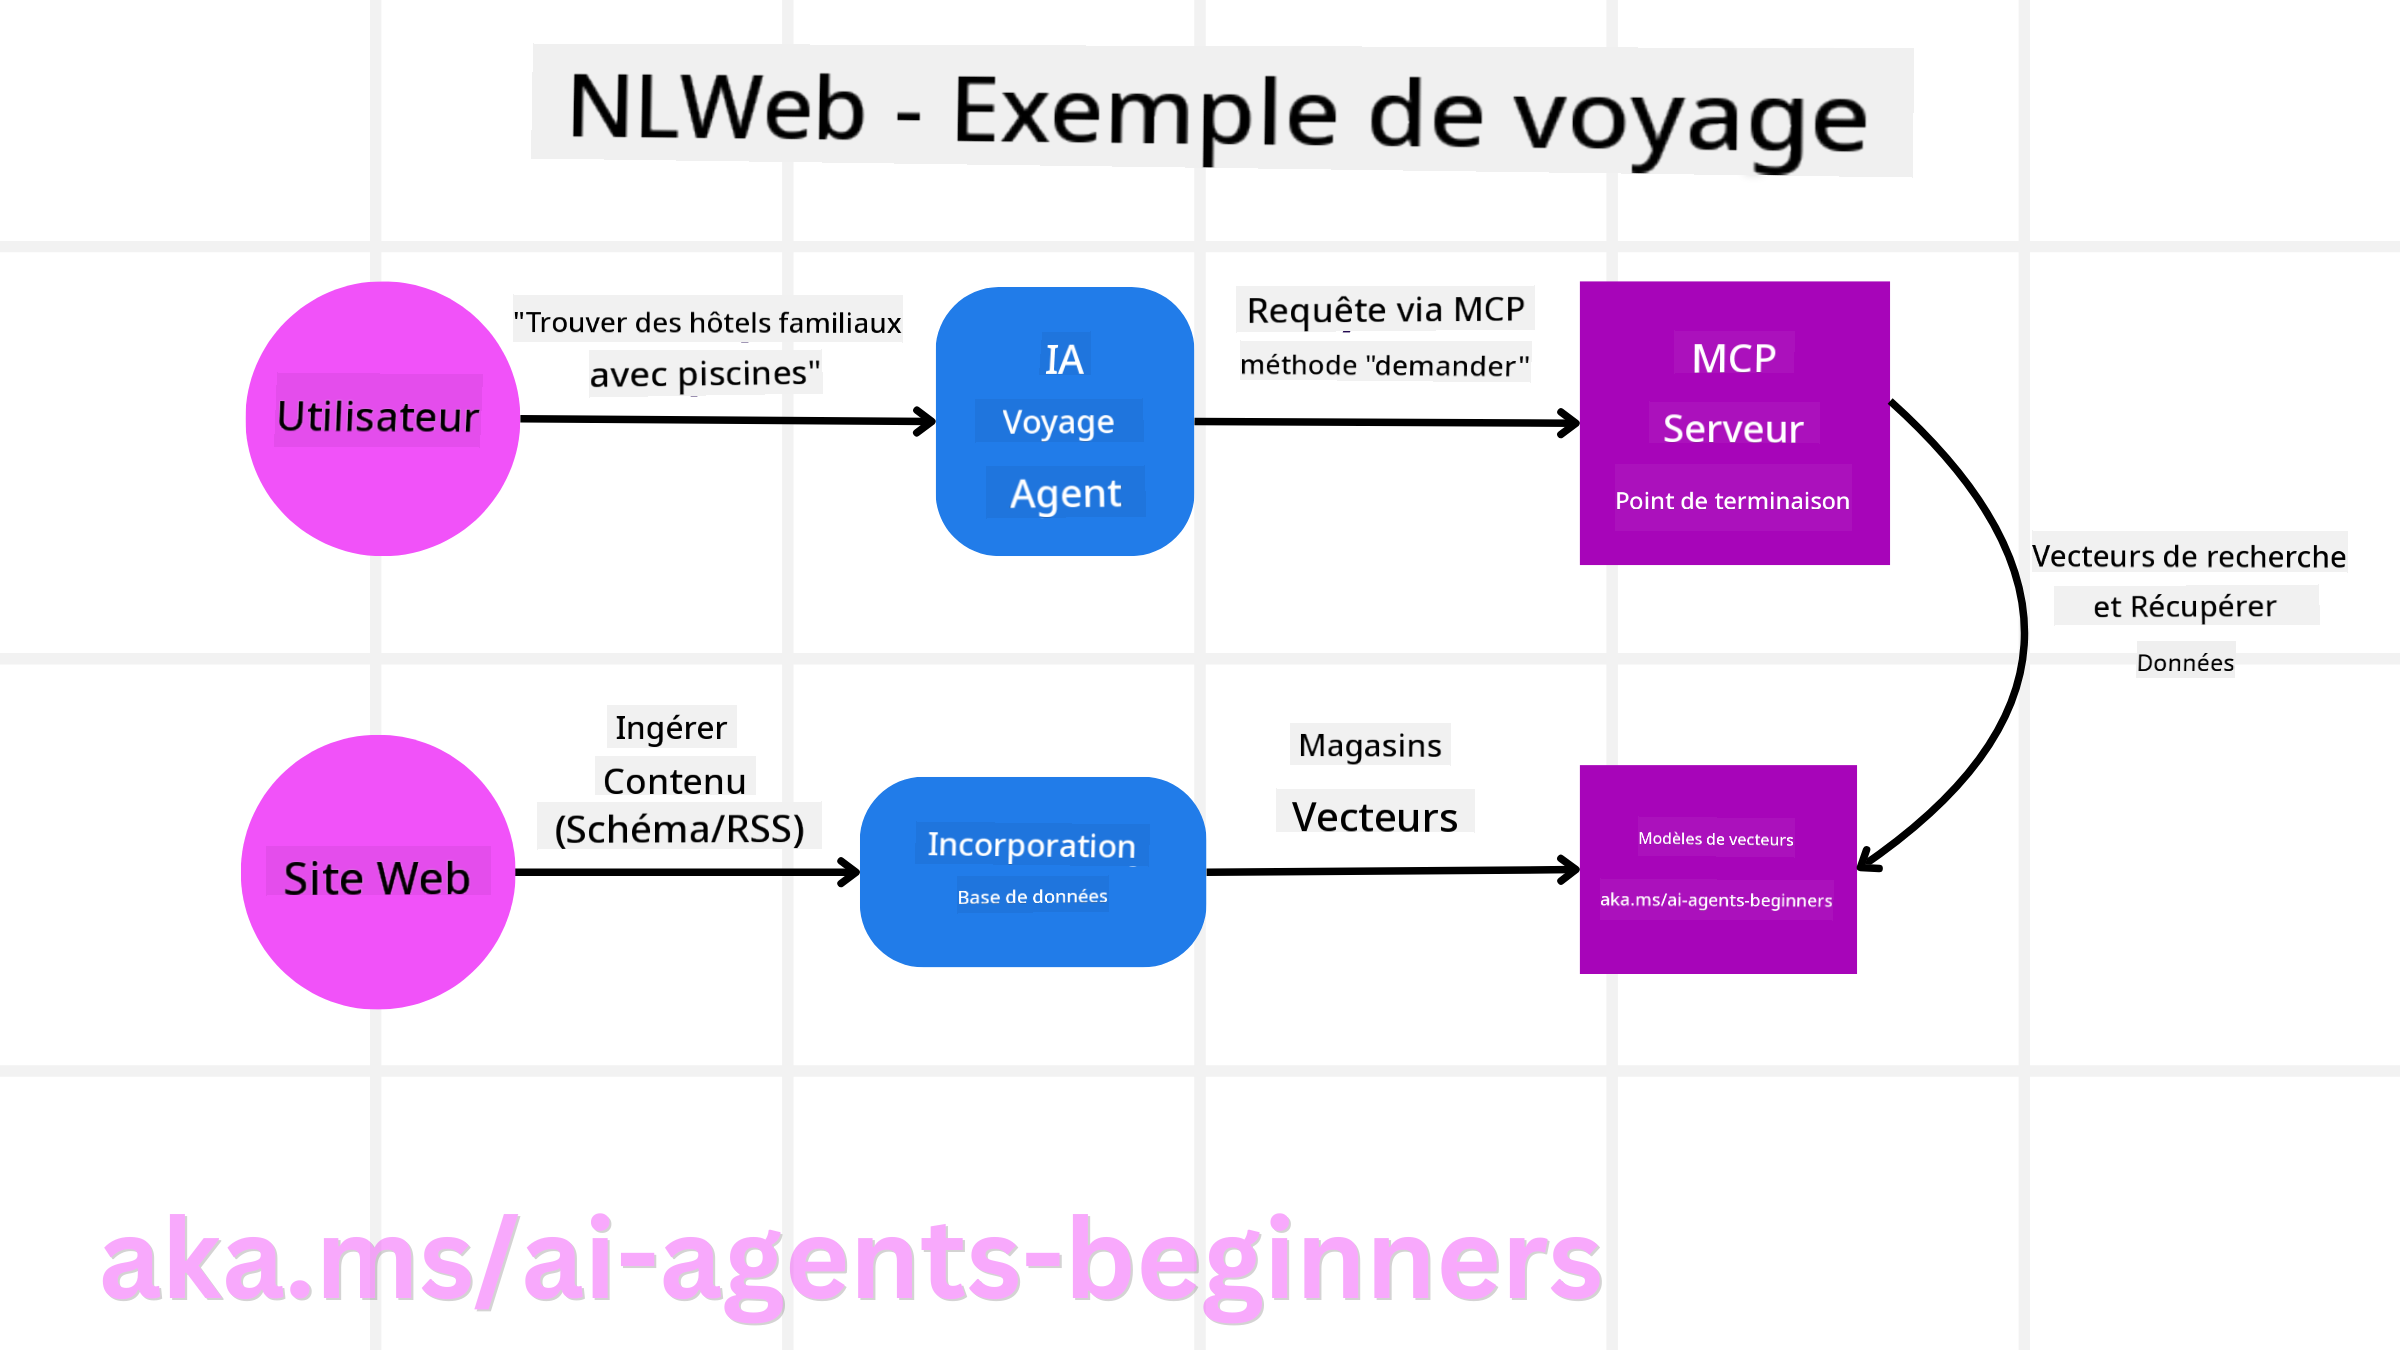 NLWeb - Exemple de voyage
"Trouver des hôtels familiaux
avec piscines"
Requête via MCP
méthode "demander"
Utilisateur
IA
Voyage
Agent
MCP
Serveur
Point de terminaison
Vecteurs de recherche
et Récupérer
Données
Ingérer
Contenu
(Schéma/RSS)
Magasins
Vecteurs
Site Web
Incorporation
Base de données
Modèles de vecteurs
aka.ms/ai-agents-beginners
aka.ms/ai-agents-beginners